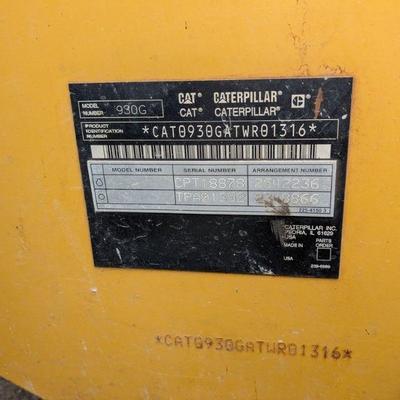 MODEL NUMBER 930G CAT CATERPILLAR
CAT CATERPILLAR
PRODUCT IDENTIFICATION NUMBER *CAT0930GATWR01316*
MODEL NUMBER SERIAL NUMBER ARRANGEMENT NUMBER
CATERPILLAR INC.
PEORIA, IL 61629
USA
MADE IN PARTS ORDER
USA
*CAT0930GATWR01316*